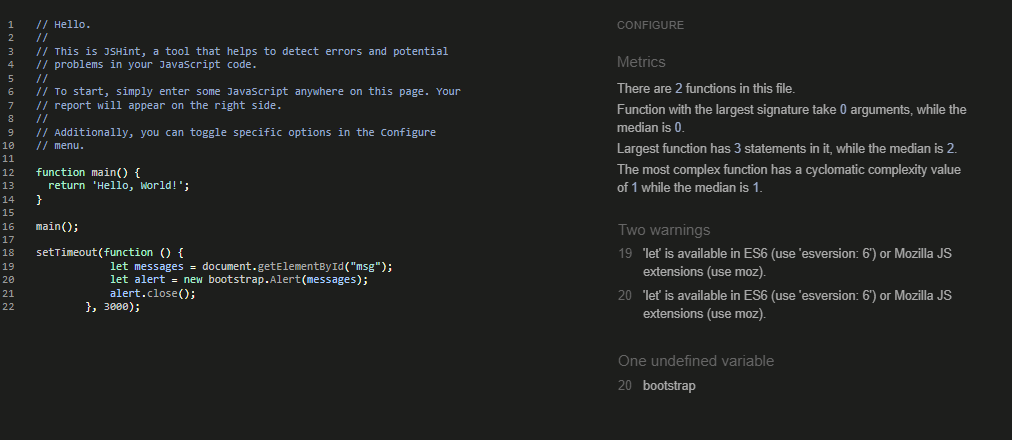 1 // Hello.
2 //
3 // This is JSHint, a tool that helps to detect errors and potential
4 // problems in your JavaScript code.
5 //
6 // To start, simply enter some JavaScript anywhere on this page. Your
7 // report will appear on the right side.
8 //
9 // Additionally, you can toggle specific options in the Configure
10 // menu.
11
12 function main() {
13   return 'Hello, World!';
14 }
15
16 main();
17
18 setTimeout(function () {
19             let messages = document.getElementById("msg");
20             let alert = new bootstrap.Alert(messages);
21             alert.close();
22         }, 3000);
CONFIGURE
Metrics
There are 2 functions in this file.
Function with the largest signature take 0 arguments, while the
median is 0.
Largest function has 3 statements in it, while the median is 2.
The most complex function has a cyclomatic complexity value
of 1 while the median is 1.
Two warnings
19 'let' is available in ES6 (use 'esversion: 6') or Mozilla JS
extensions (use moz).
20 'let' is available in ES6 (use 'esversion: 6') or Mozilla JS
extensions (use moz).
One undefined variable
20 bootstrap